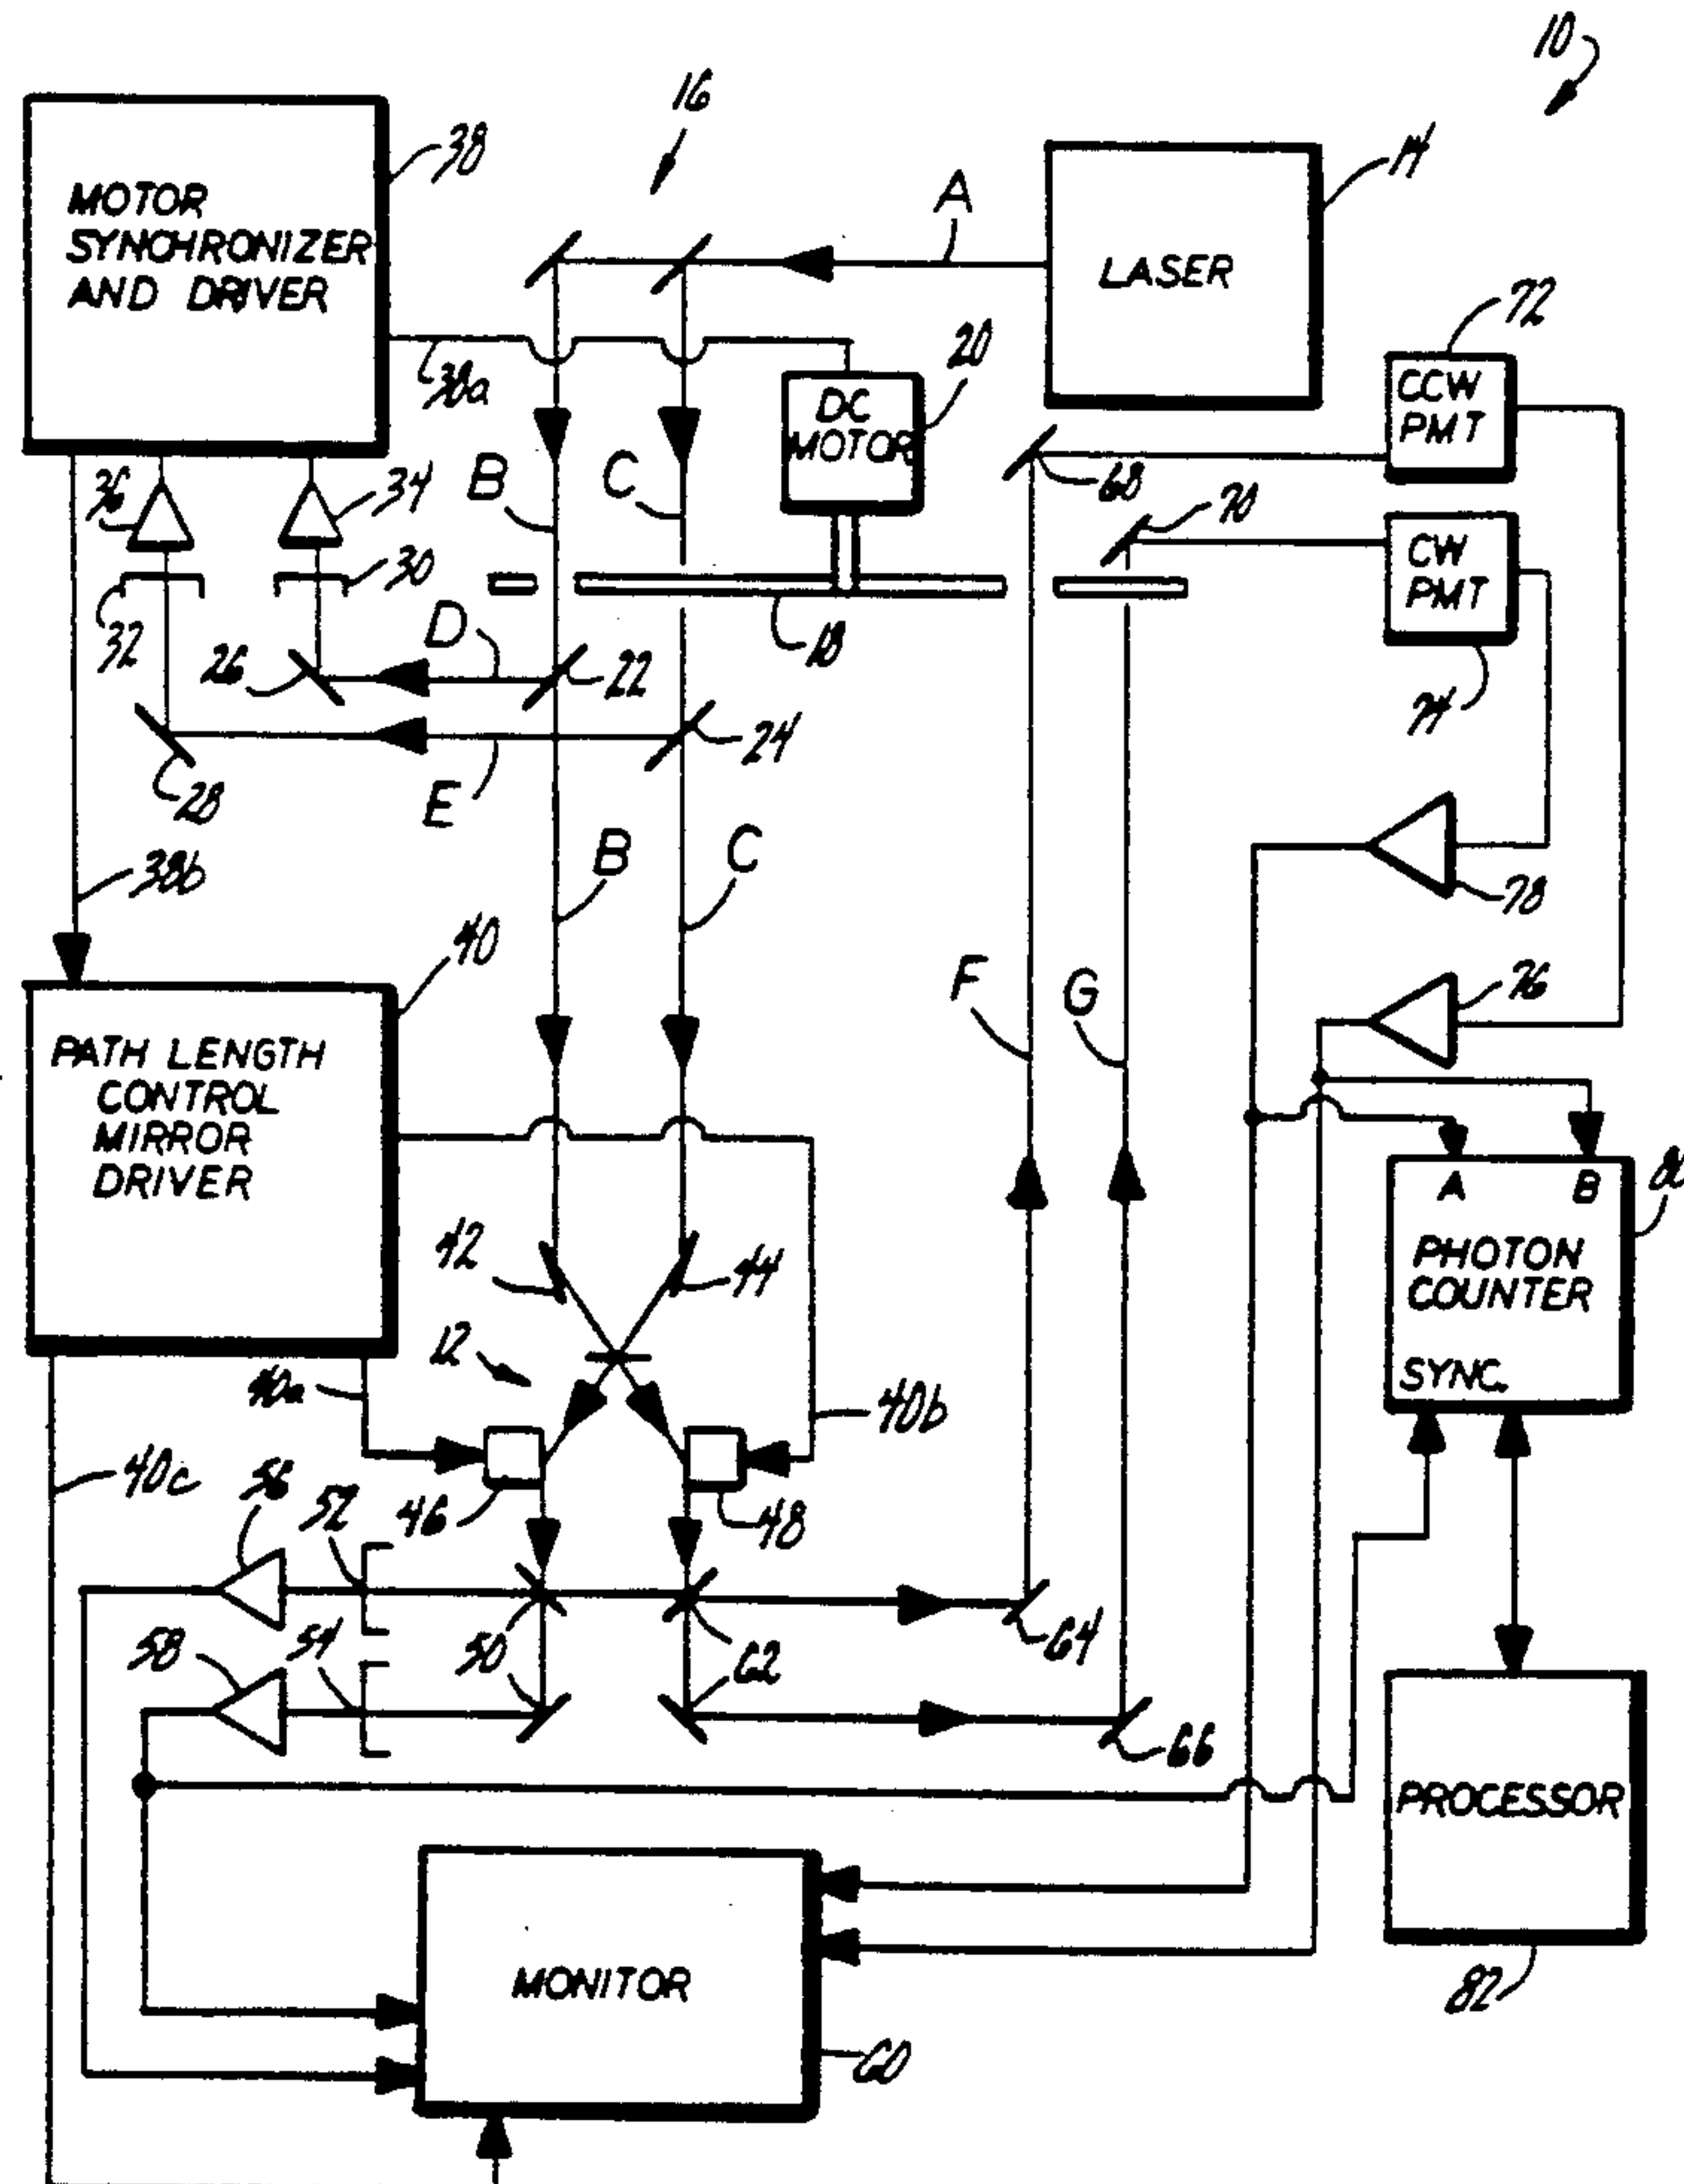 10
16
38
14
MOTOR
SYNCHRONIZER
AND DRIVER
A
LASER
72
20
38a
DC
MOTOR
CCW
PMT
B
C
68
36
34
70
CW
PMT
30
32
D
18
26
22
74
24
28
E
78
38b
B
C
40
F
G
76
PATH LENGTH
CONTROL
MIRROR
DRIVER
A B
80
PHOTON
COUNTER
42
44
12
SYNC.
40a
40b
40c
56
52
46
48
58
54
50
62
64
66
PROCESSOR
MONITOR
82
60